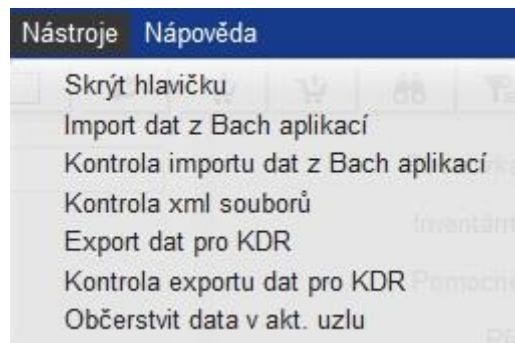 Nástroje Nápověda
Skrýt hlavičku
Import dat z Bach aplikací
Kontrola importu dat z Bach aplikací
Kontrola xml souborů
Export dat pro KDR
Kontrola exportu dat pro KDR
Občerstvit data v akt. uzlu